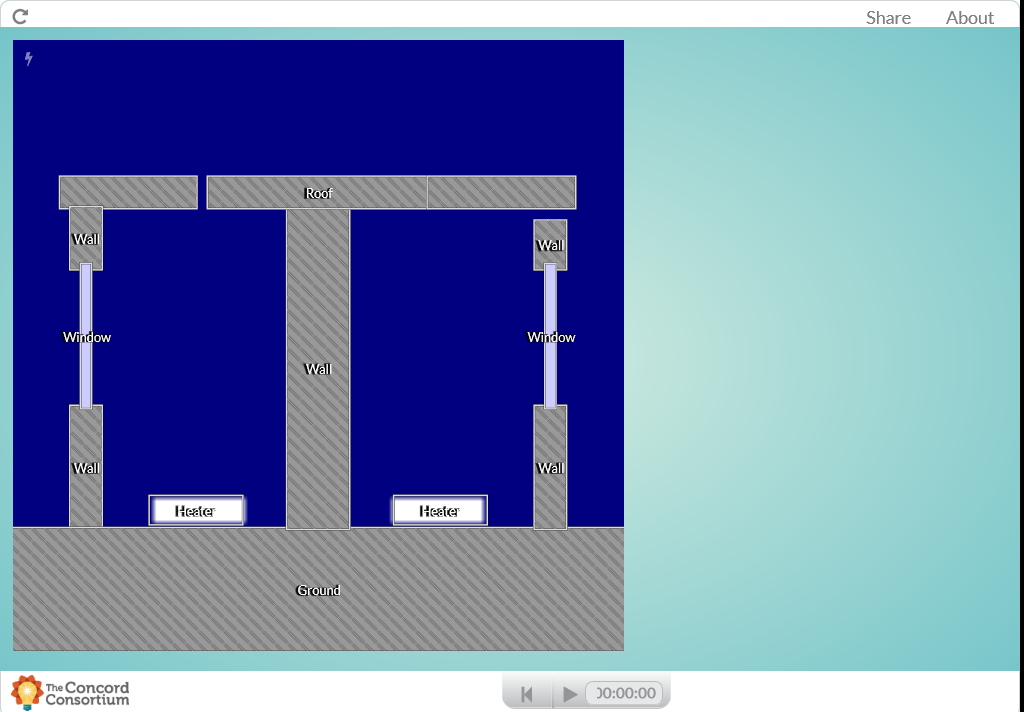 Share About
Roof
Wall Wall
Window Window
Wall
Wall Wall
Heater Heater
Ground
The Concord
Consortium
00:00:00